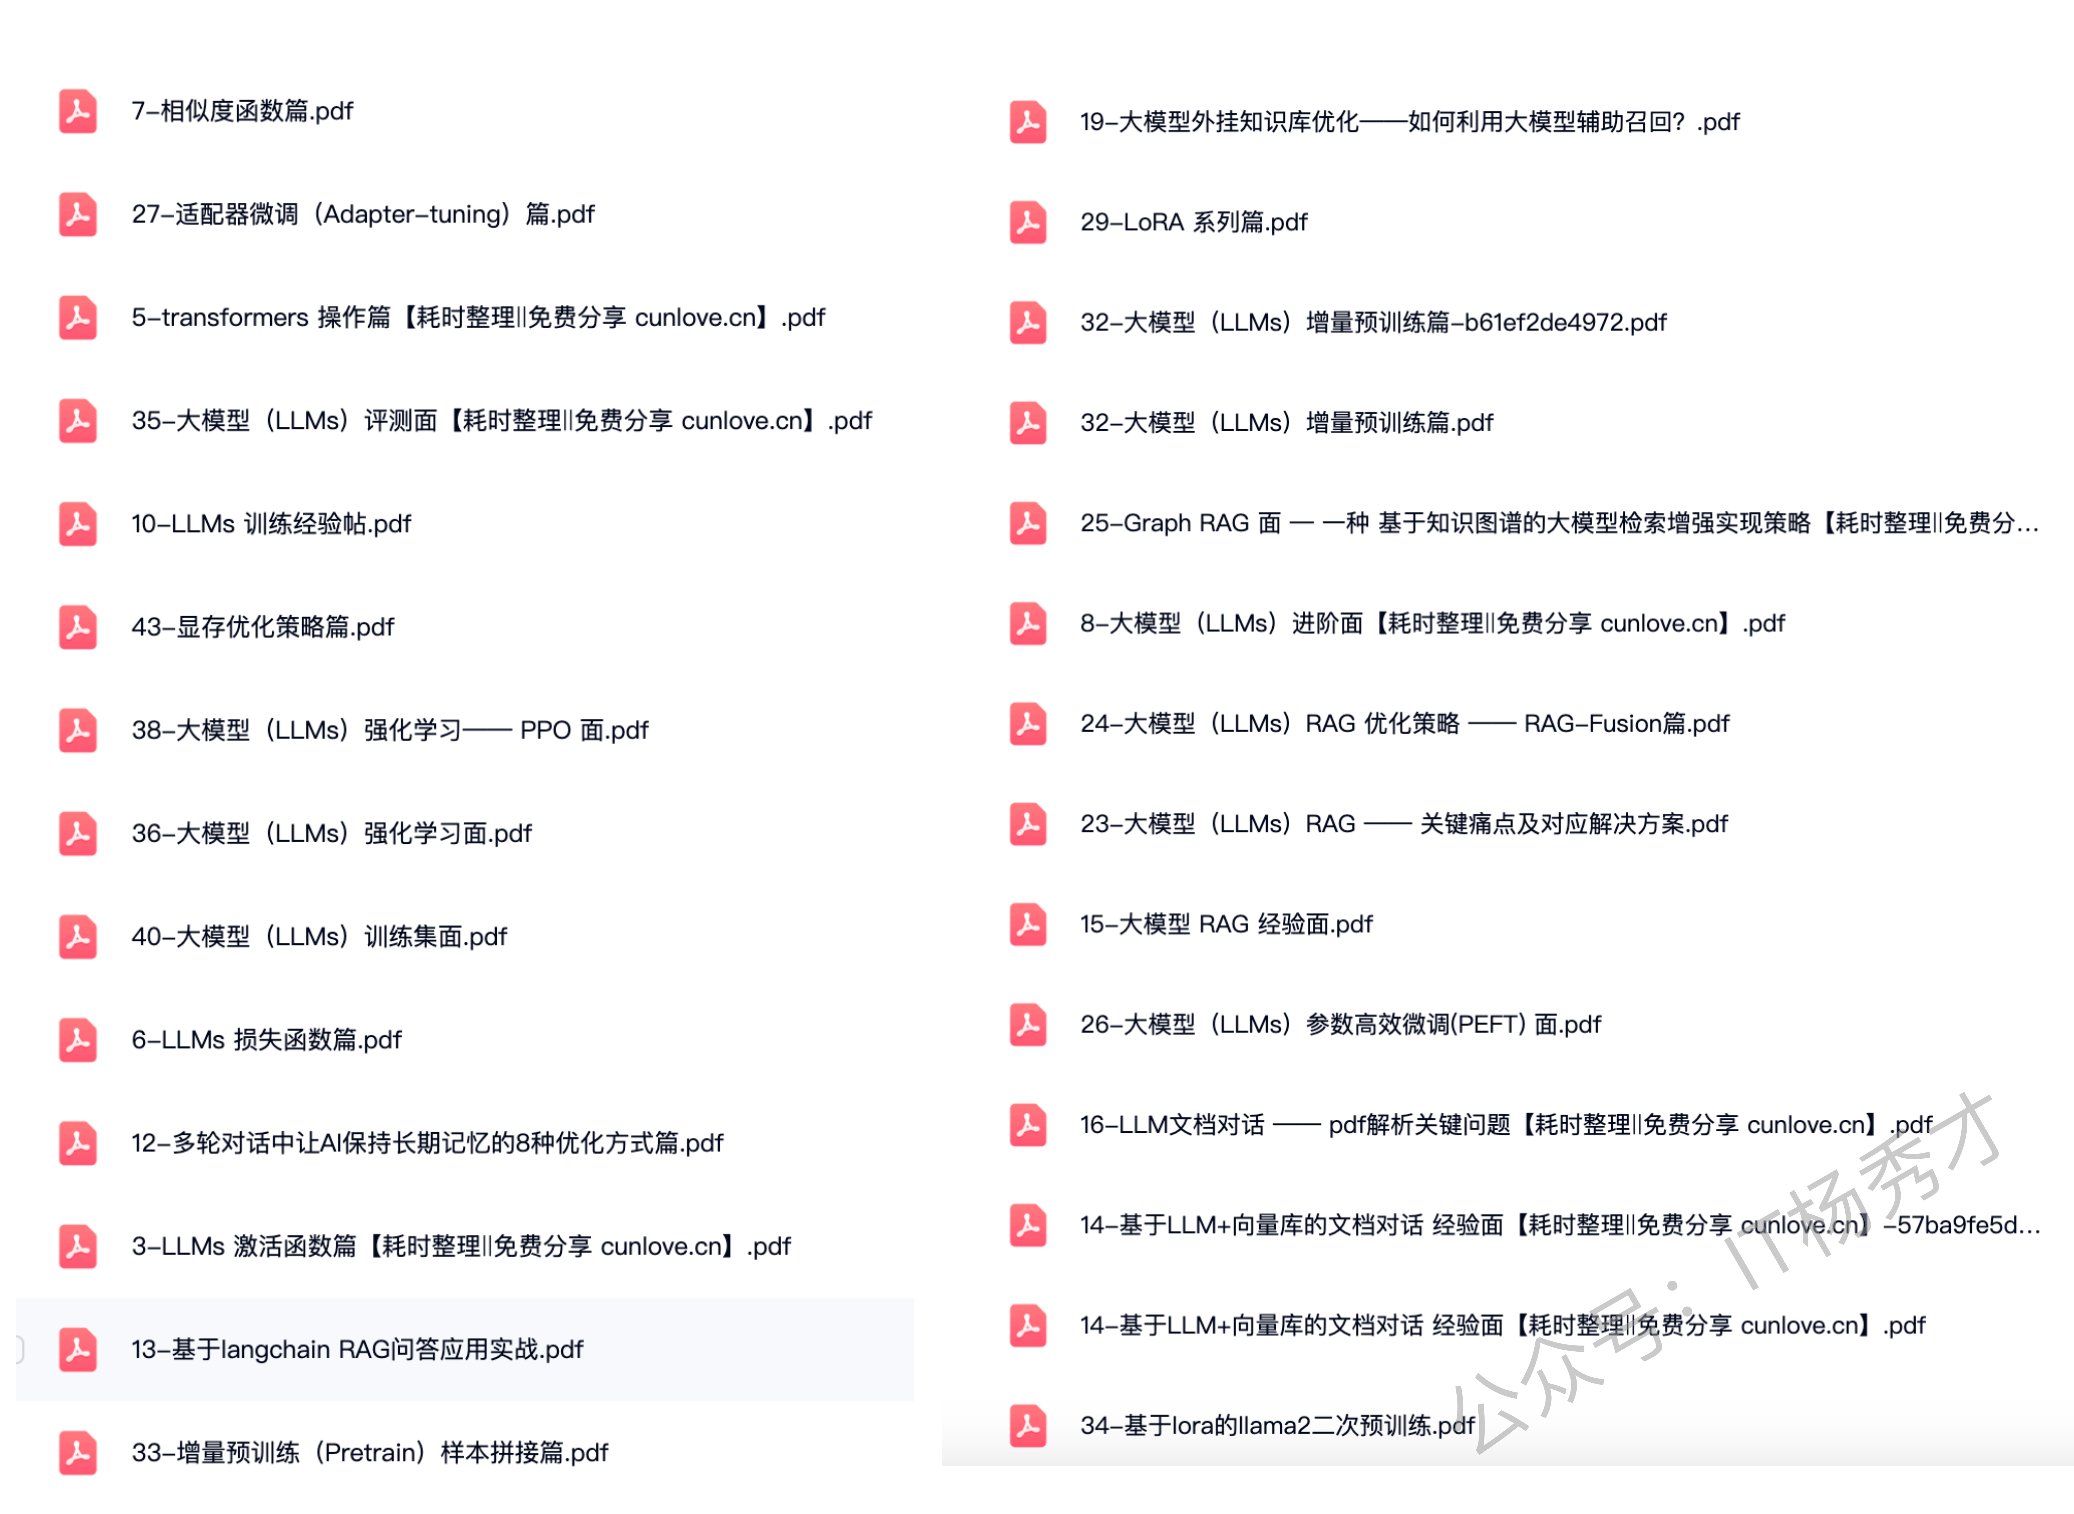 7-相似度函数篇.pdf
27-适配器微调（Adapter-tuning）篇.pdf
5-transformers 操作篇【耗时整理||免费分享 cunlove.cn】.pdf
35-大模型（LLMs）评测面【耗时整理||免费分享 cunlove.cn】.pdf
10-LLMs 训练经验帖.pdf
43-显存优化策略篇.pdf
38-大模型（LLMs）强化学习—— PPO 面.pdf
36-大模型（LLMs）强化学习面.pdf
40-大模型（LLMs）训练集面.pdf
6-LLMs 损失函数篇.pdf
12-多轮对话中让AI保持长期记忆的8种优化方式篇.pdf
3-LLMs 激活函数篇【耗时整理||免费分享 cunlove.cn】.pdf
13-基于langchain RAG问答应用实战.pdf
33-增量预训练（Pretrain）样本拼接篇.pdf
19-大模型外挂知识库优化——如何利用大模型辅助召回？.pdf
29-LoRA 系列篇.pdf
32-大模型（LLMs）增量预训练篇-b61ef2de4972.pdf
32-大模型（LLMs）增量预训练篇.pdf
25-Graph RAG 面 — 一种 基于知识图谱的大模型检索增强实现策略【耗时整理||免费分...
8-大模型（LLMs）进阶面【耗时整理||免费分享 cunlove.cn】.pdf
24-大模型（LLMs）RAG 优化策略 —— RAG-Fusion篇.pdf
23-大模型（LLMs）RAG —— 关键痛点及对应解决方案.pdf
15-大模型 RAG 经验面.pdf
26-大模型（LLMs）参数高效微调(PEFT) 面.pdf
16-LLM文档对话 —— pdf解析关键问题【耗时整理||免费分享 cunlove.cn】.pdf
14-基于LLM+向量库的文档对话 经验面【耗时整理||免费分享 cunlove.cn】-57ba9fe5d...
14-基于LLM+向量库的文档对话 经验面【耗时整理||免费分享 cunlove.cn】.pdf
34-基于lora的llama2二次预训练.pdf
公众号：IT杨秀才